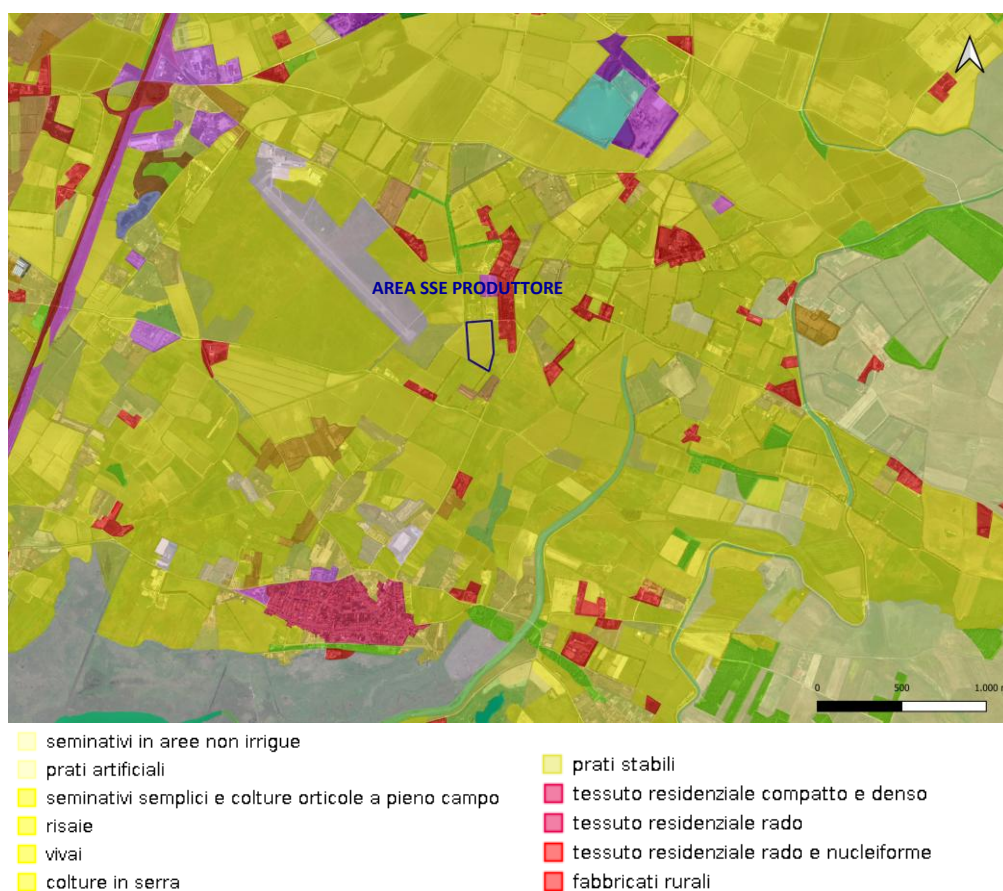 AREA SSE PRODUTTORE
0 500 1.000 m
seminativi in aree non irrigue
prati artificiali
seminativi semplici e colture orticole a pieno campo
risaie
vivai
colture in serra
prati stabili
tessuto residenziale compatto e denso
tessuto residenziale rado
tessuto residenziale rado e nucleiforme
fabbricati rurali